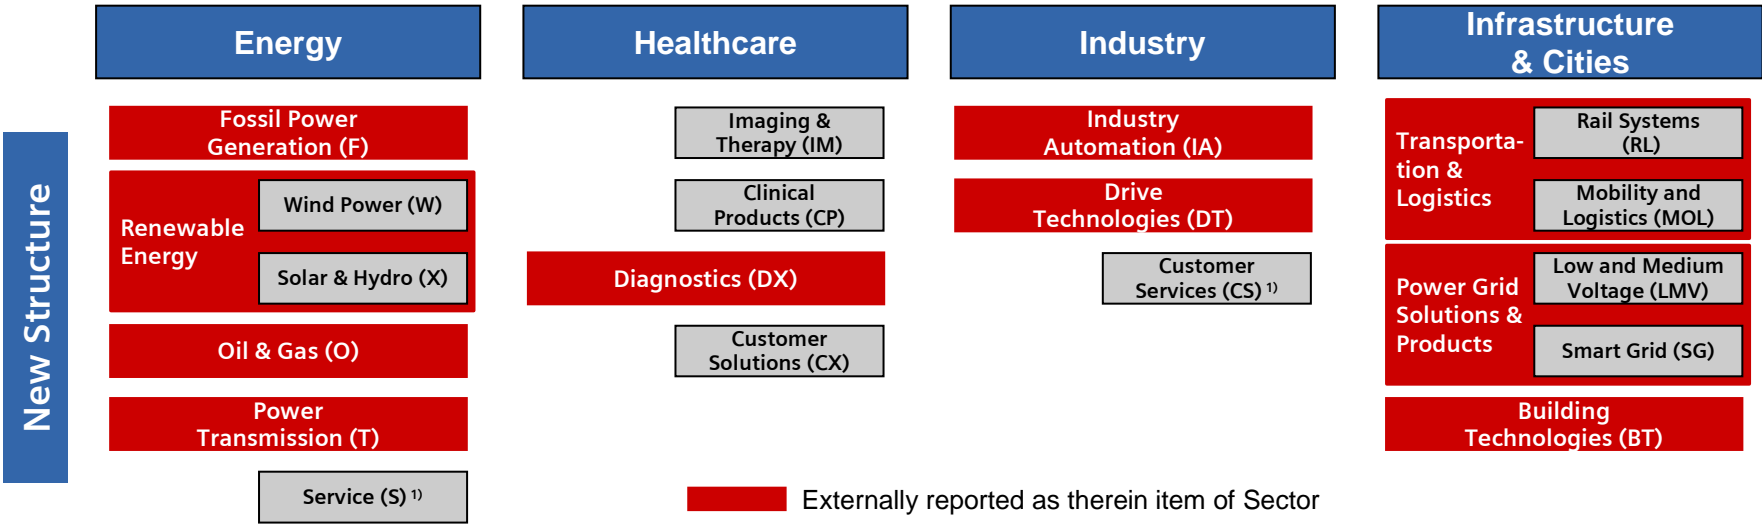 Energy
Healthcare
Industry
Infrastructure
& Cities
New Structure
Fossil Power
Generation (F)
Renewable
Energy
Wind Power (W)
Solar & Hydro (X)
Oil & Gas (O)
Power
Transmission (T)
Service (S) 1)
Imaging &
Therapy (IM)
Clinical
Products (CP)
Diagnostics (DX)
Customer
Solutions (CX)
Industry
Automation (IA)
Drive
Technologies (DT)
Customer
Services (CS) 1)
Transporta-
tion &
Logistics
Rail Systems
(RL)
Mobility and
Logistics (MOL)
Power Grid
Solutions &
Products
Low and Medium
Voltage (LMV)
Smart Grid (SG)
Building
Technologies (BT)
Externally reported as therein item of Sector